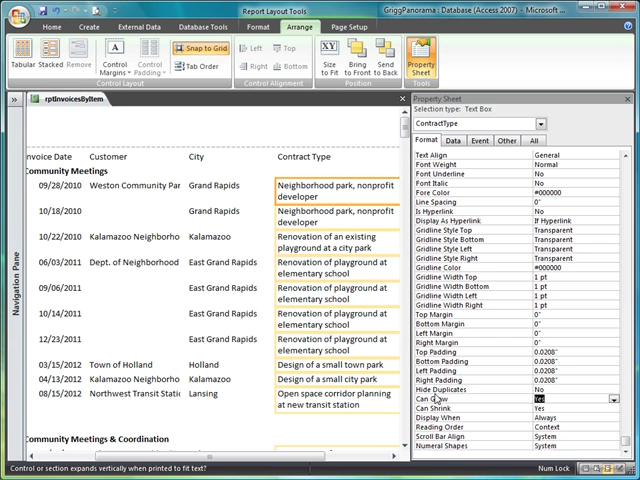 Report Layout Tools
GriggPanorama : Database (Access 2007) - Microsoft ...
Home
Create
External Data
Database Tools
Format
Arrange
Page Setup
Tabular
Stacked
Remove
Control Margins
Control Padding
Snap to Grid
Tab Order
Left
Top
Right
Bottom
Size to Fit
Bring to Front
Send to Back
Property Sheet
Control Layout
Control Alignment
Position
Tools
rptInvoicesByItem
Navigation Pane
Invoice Date Customer City Contract Type
Community Meetings
09/28/2010 Weston Community Par Grand Rapids Neighborhood park, nonprofit
developer
10/18/2010 Grand Rapids Neighborhood park, nonprofit
developer
10/22/2010 Kalamazoo Neighborho Kalamazoo Renovation of an existing
playground at a city park
06/03/2011 Dept. of Neighborhood East Grand Rapids Renovation of playground at
elementary school
09/06/2011 East Grand Rapids Renovation of playground at
elementary school
10/14/2011 East Grand Rapids Renovation of playground at
elementary school
12/23/2011 East Grand Rapids Renovation of playground at
elementary school
03/15/2012 Town of Holland Holland Design of a small town park
04/13/2012 Kalamazoo Neighborho Kalamazoo Design of a small city park
08/15/2012 Northwest Transit Static Lansing Open space corridor planning
at new transit station
Community Meetings & Coordination
Property Sheet
Selection type: Text Box
ContractType
Format Data Event Other All
Text Align General
Font Weight Normal
Font Underline No
Font Italic No
Fore Color #000000
Line Spacing 0"
Is Hyperlink No
Display As Hyperlink If Hyperlink
Gridline Style Top Transparent
Gridline Style Bottom Transparent
Gridline Style Left Transparent
Gridline Style Right Transparent
Gridline Color #000000
Gridline Width Top 1 pt
Gridline Width Bottom 1 pt
Gridline Width Left 1 pt
Gridline Width Right 1 pt
Top Margin 0"
Bottom Margin 0"
Left Margin 0"
Right Margin 0"
Top Padding 0.0208"
Bottom Padding 0.0208"
Left Padding 0.0208"
Right Padding 0.0208"
Hide Duplicates No
Can Grow Yes
Can Shrink Yes
Display When Always
Reading Order Context
Scroll Bar Align System
Numeral Shapes System
Control or section expands vertically when printed to fit text?
Num Lock